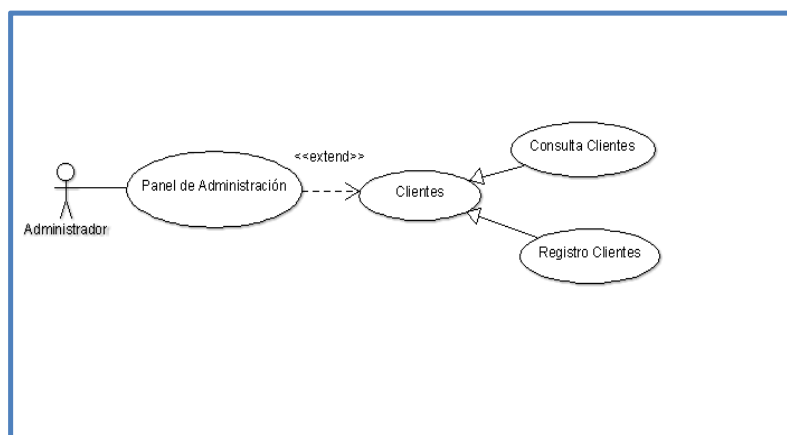 <<extend>>
Consulta Clientes
Panel de Administración
Clientes
Administrador
Registro Clientes